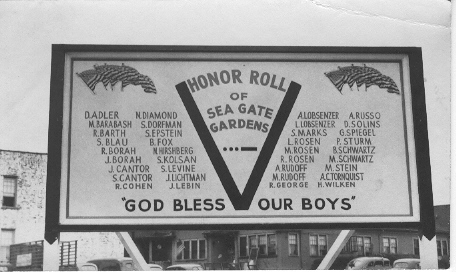 HONOR ROLL
OF
SEA GATE
GARDENS
D.ADLER
M.BARABASH
R.BARTH
S.BLAU
R.BORAH
J.BORAH
J.CANTOR
S.CANTOR
R.COHEN
N.DIAMOND
S.DORFMAN
S.EPSTEIN
B.FOX
N.HIRSHBERG
S.KOLSAN
S.LEVINE
J.LICHTMAN
J.LEBIN
A.LOBSENZER
L.LOBSENZER
S.MARKS
L.ROSEN
M.ROSEN
R.ROSEN
A.RUDOFF
M.RUDOFF
R.GEORGE
A.RUSSO
D.SOLINS
G.SPIEGEL
P.STURM
B.SCHWARTZ
M.SCHWARTZ
M.STEIN
A.TORNQUIST
H.WILKEN
"GOD BLESS OUR BOYS"